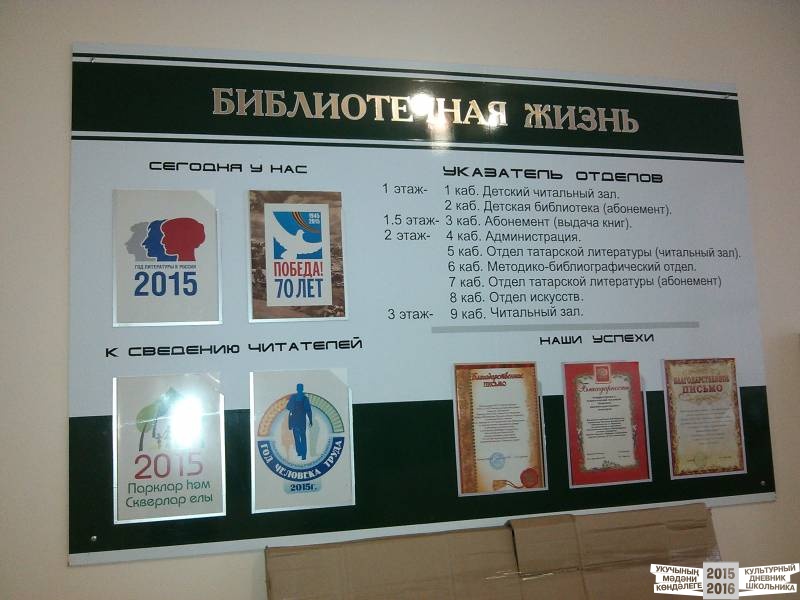 БИБЛИОТЕЧНАЯ ЖИЗНЬ
СЕГОДНЯ У НАС
ГОД ЛИТЕРАТУРЫ В РОССИИ
2015
1945
2015
ПОБЕДА!
70 ЛЕТ
УКАЗАТЕЛЬ ОТДЕЛОВ
1 этаж- 1 каб. Детский читальный зал.
2 каб. Детская библиотека (абонемент).
1.5 этаж- 3 каб. Абонемент (выдача книг).
2 этаж- 4 каб. Администрация.
5 каб. Отдел татарской литературы (читальный зал).
6 каб. Методико-библиографический отдел.
7 каб. Отдел татарской литературы (абонемент)
8 каб. Отдел искусств.
3 этаж- 9 каб. Читальный зал.
К СВЕДЕНИЮ ЧИТАТЕЛЕЙ
2015
Парклар һәм
Скверлар елы
ГОД ЧЕЛОВЕКА ТРУДА
2015г.
НАШИ УСПЕХИ
Благодарственное
письмо
Благодарность
БЛАГОДАРСТВЕННОЕ
ПИСЬМО
УКУЧЫНЫҢ
МӘДӘНИ
КӨНДӘЛЕГЕ
2015
2016
КУЛЬТУРНЫЙ
ДНЕВНИК
ШКОЛЬНИКА